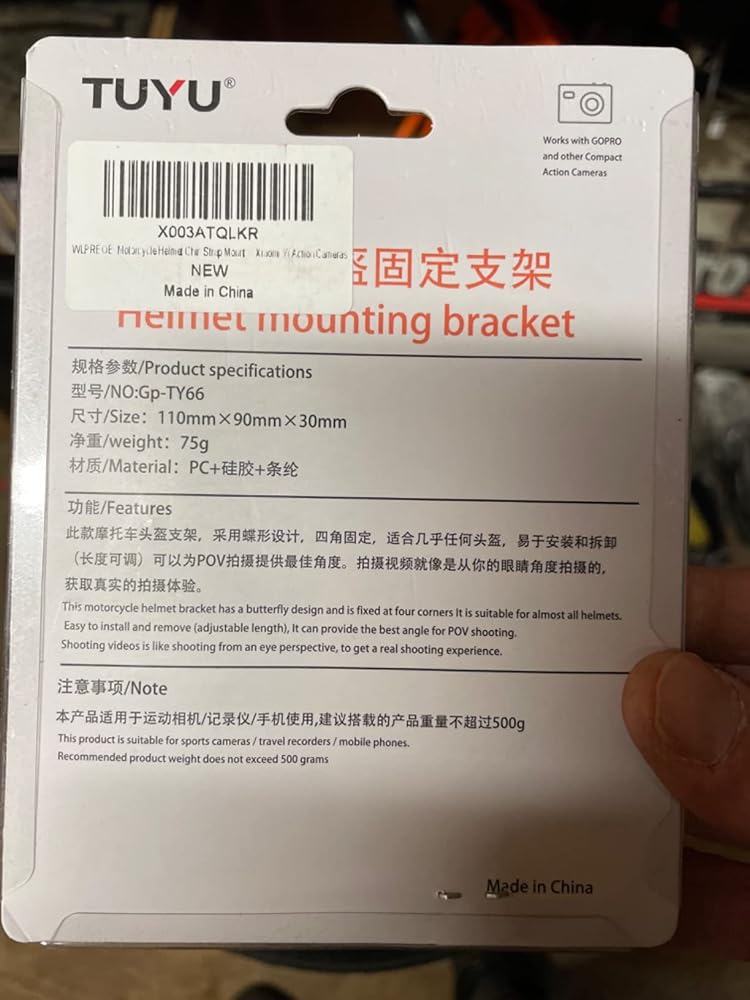 TUYU®
Works with GOPRO
and other Compact
Action Cameras
X003ATQLKR
Motorcycle Helmet Chin Strap Mount Xiaomi Yi Action Cameras
NEW
Made in China
盔固定支架
Helmet mounting bracket
规格参数/Product specifications
型号/NO:Gp-TY66
尺寸/Size：110mm×90mm×30mm
净重/weight：75g
材质/Material：PC+硅胶+条纶
功能/Features
此款摩托车头盔支架，采用蝶形设计，四角固定，适合几乎任何头盔，易于安装和拆卸
（长度可调）可以为POV拍摄提供最佳角度。拍摄视频就像是从你的眼睛角度拍摄的，
获取真实的拍摄体验。
This motorcycle helmet bracket has a butterfly design and is fixed at four corners It is suitable for almost all helmets.
Easy to install and remove (adjustable length), It can provide the best angle for POV shooting.
Shooting videos is like shooting from an eye perspective, to get a real shooting experience.
注意事项/Note
本产品适用于运动相机/记录仪/手机使用,建议搭载的产品重量不超过500g
This product is suitable for sports cameras / travel recorders / mobile phones.
Recommended product weight does not exceed 500 grams
Made in China